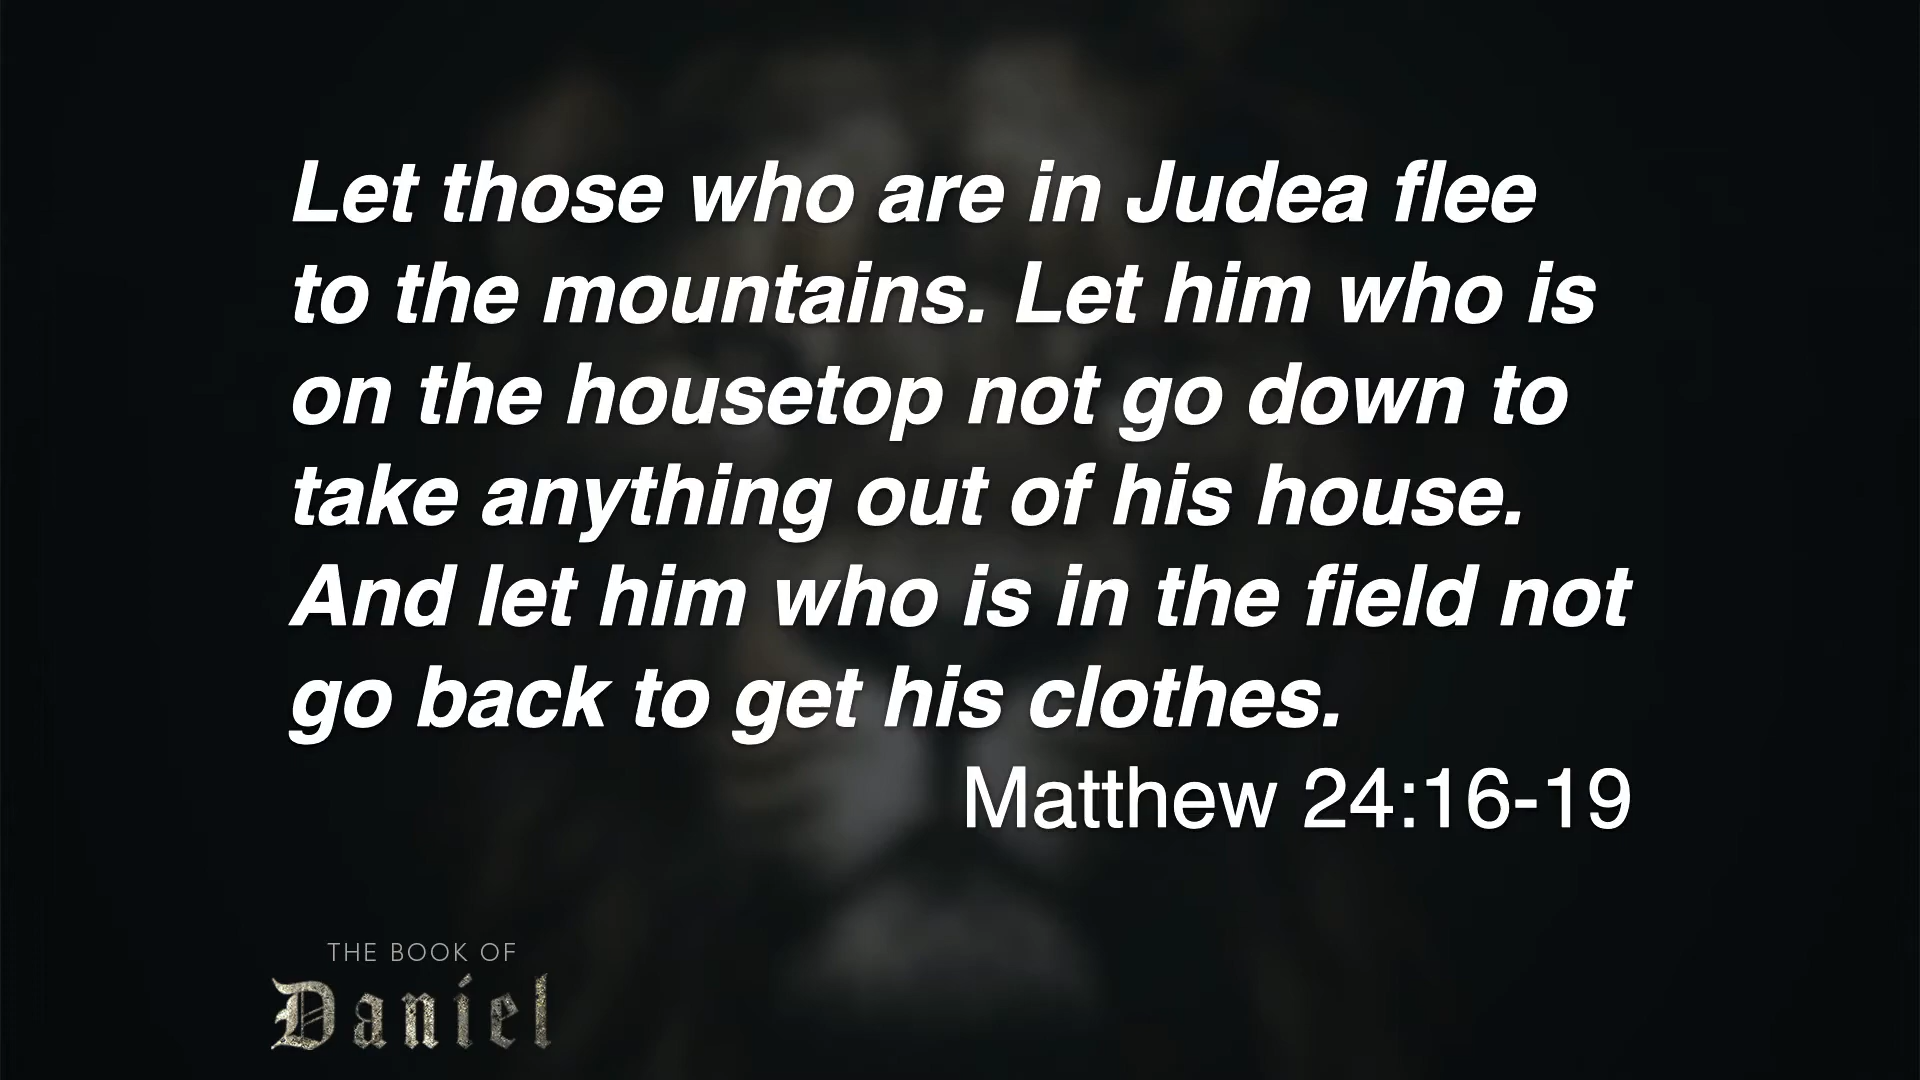 Let those who are in Judea flee
to the mountains. Let him who is
on the housetop not go down to
take anything out of his house.
And let him who is in the field not
go back to get his clothes.
Matthew 24:16-19
THE BOOK OF
Daniel